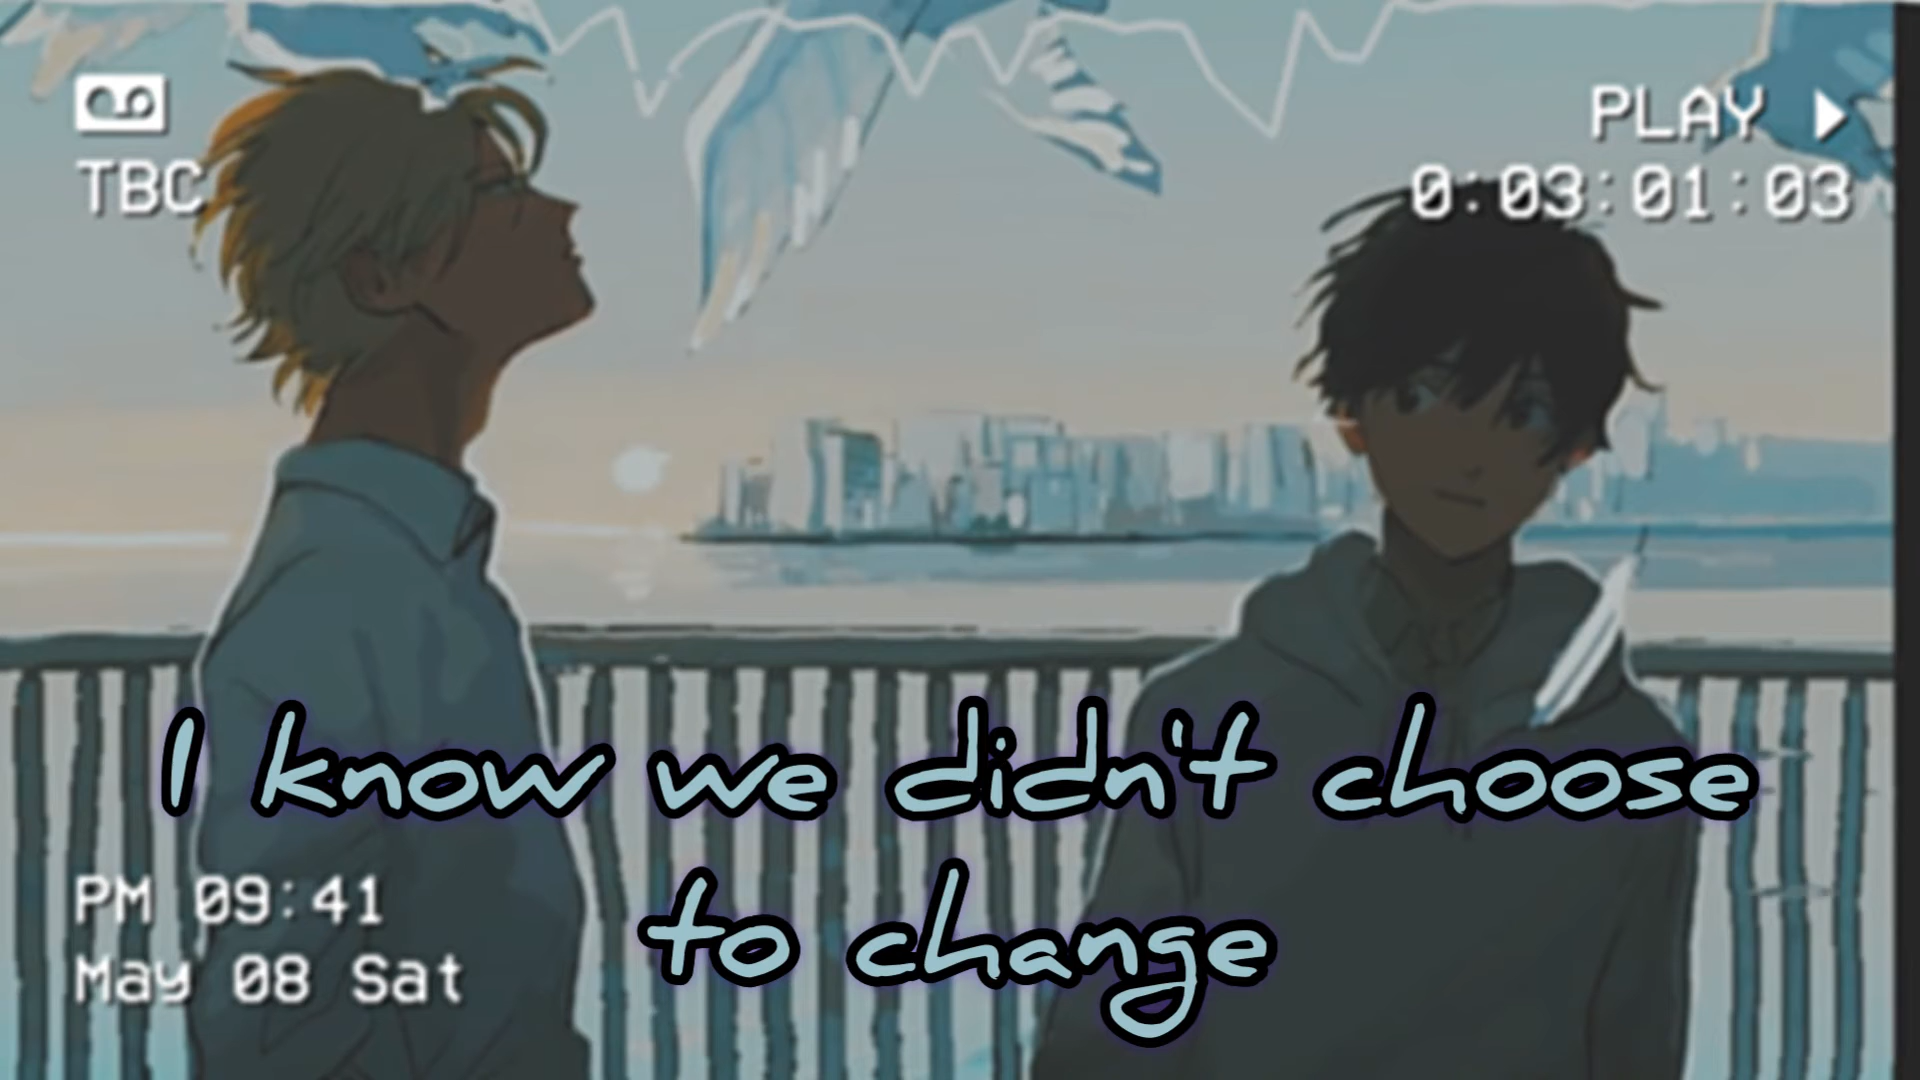 TBC
PLAY
0:03:01:03
I know we didn't choose
to change
PM 09:41
May 08 Sat